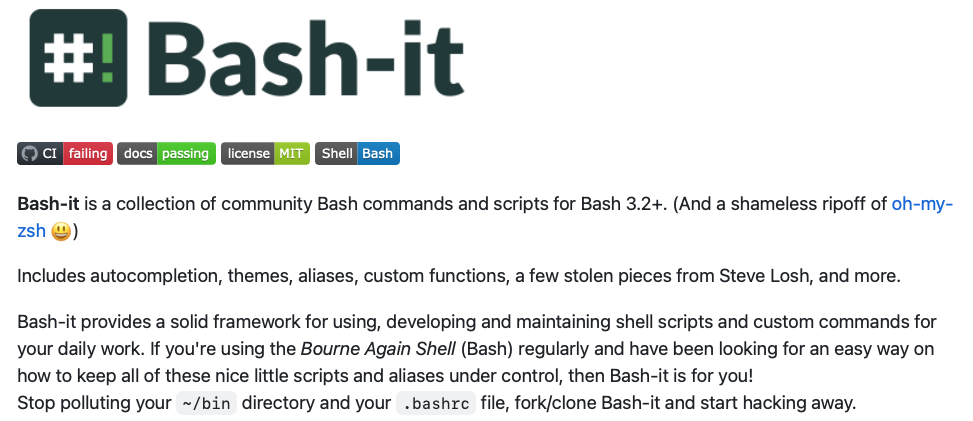 #! Bash-it
CI failing docs passing license MIT Shell Bash
Bash-it is a collection of community Bash commands and scripts for Bash 3.2+. (And a shameless ripoff of oh-my-
zsh 😃)
Includes autocompletion, themes, aliases, custom functions, a few stolen pieces from Steve Losh, and more.
Bash-it provides a solid framework for using, developing and maintaining shell scripts and custom commands for
your daily work. If you're using the Bourne Again Shell (Bash) regularly and have been looking for an easy way on
how to keep all of these nice little scripts and aliases under control, then Bash-it is for you!
Stop polluting your ~/bin directory and your .bashrc file, fork/clone Bash-it and start hacking away.